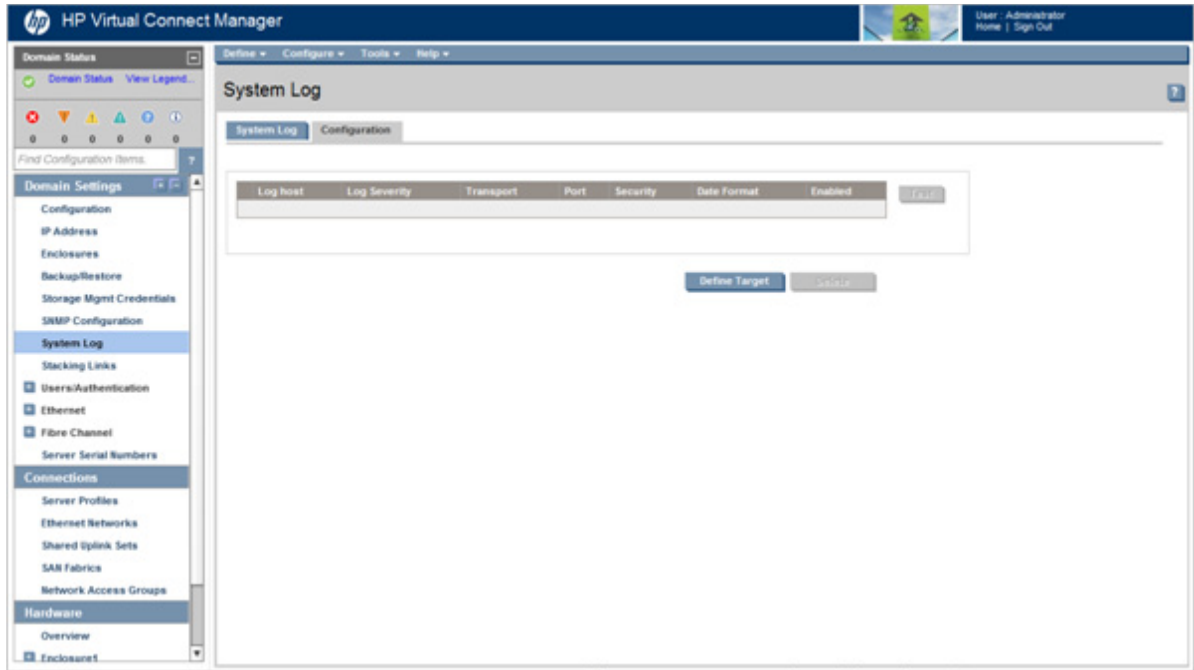 hp HP Virtual Connect Manager
User : Administrator
Home | Sign Out
Domain Status
Domain Status View Legend...
0 0 0 0 0 0
Find Configuration Items. ?
Domain Settings
Configuration
IP Address
Enclosures
Backup/Restore
Storage Mgmt Credentials
SNMP Configuration
System Log
Stacking Links
Users/Authentication
Ethernet
Fibre Channel
Server Serial Numbers
Connections
Server Profiles
Ethernet Networks
Shared Uplink Sets
SAN Fabrics
Network Access Groups
Hardware
Overview
Enclosure1
Define Configure Tools Help
System Log ?
System Log Configuration
Log host Log Severity Transport Port Security Date Format Enabled Test
Define Target Delete